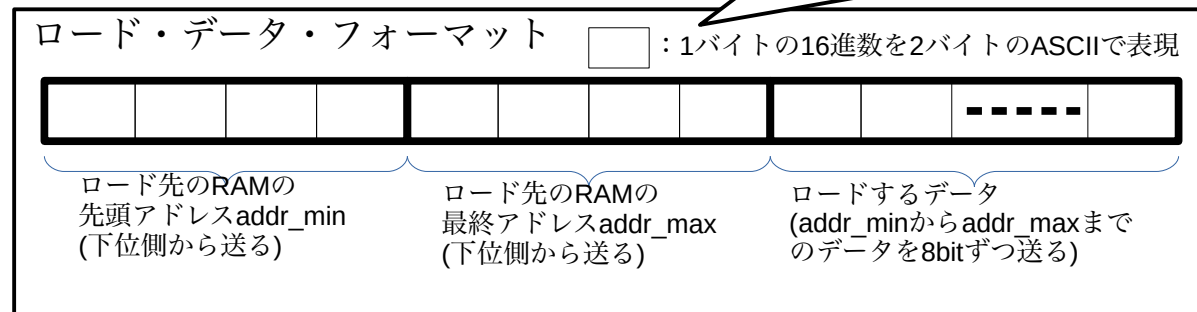 ロード・データ・フォーマット
：1バイトの16進数を2バイトのASCIIで表現
ロード先のRAMの
先頭アドレスaddr_min
(下位側から送る)
ロード先のRAMの
最終アドレスaddr_max
(下位側から送る)
ロードするデータ
(addr_minからaddr_maxまで
のデータを8bitずつ送る)